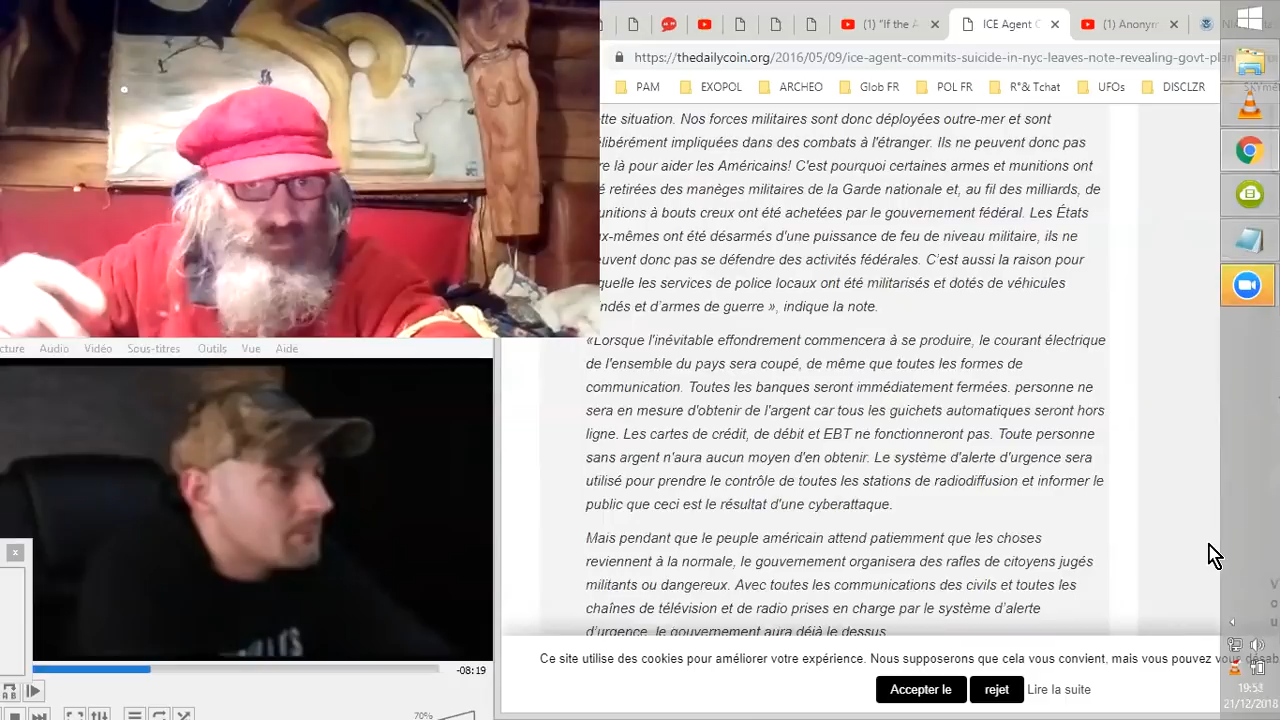 (1) "If the A
ICE Agent C
(1) Anonym
https://thedailycoin.org/2016/05/09/ice-agent-commits-suicide-in-nyc-leaves-note-revealing-govt-plan
PAM EXOPOL ARCHEO Glob FR POL FR R°& Tchat UFOs DISCLZR
tte situation. Nos forces militaires sont donc déployées outre-mer et sont
élibérément impliquées dans des combats à l'étranger. Ils ne peuvent donc pas
re là pour aider les Américains! C'est pourquoi certaines armes et munitions ont
é retirées des manèges militaires de la Garde nationale et, au fil des milliards, de
unitions à bouts creux ont été achetées par le gouvernement fédéral. Les États
ux-mêmes ont été désarmés d'une puissance de feu de niveau militaire, ils ne
euvent donc pas se défendre des activités fédérales. C'est aussi la raison pour
quelle les services de police locaux ont été militarisés et dotés de véhicules
indés et d'armes de guerre », indique la note.
«Lorsque l'inévitable effondrement commencera à se produire, le courant électrique
de l'ensemble du pays sera coupé, de même que toutes les formes de
communication. Toutes les banques seront immédiatement fermées. personne ne
sera en mesure d'obtenir de l'argent car tous les guichets automatiques seront hors
ligne. Les cartes de crédit, de débit et EBT ne fonctionneront pas. Toute personne
sans argent n'aura aucun moyen d'en obtenir. Le système d'alerte d'urgence sera
utilisé pour prendre le contrôle de toutes les stations de radiodiffusion et informer le
public que ceci est le résultat d'une cyberattaque.
Mais pendant que le peuple américain attend patiemment que les choses
reviennent à la normale, le gouvernement organisera des rafles de citoyens jugés
militants ou dangereux. Avec toutes les communications des civils et toutes les
chaînes de télévision et de radio prises en charge par le système d'alerte
d'urgence, le gouvernement aura déjà le dessus
Ce site utilise des cookies pour améliorer votre expérience. Nous supposerons que cela vous convient, mais vous pouvez vous désab
Accepter le rejet Lire la suite
cture Audio Vidéo Sous-titres Outils Vue Aide
-08:19
70%
19:53
21/12/2018